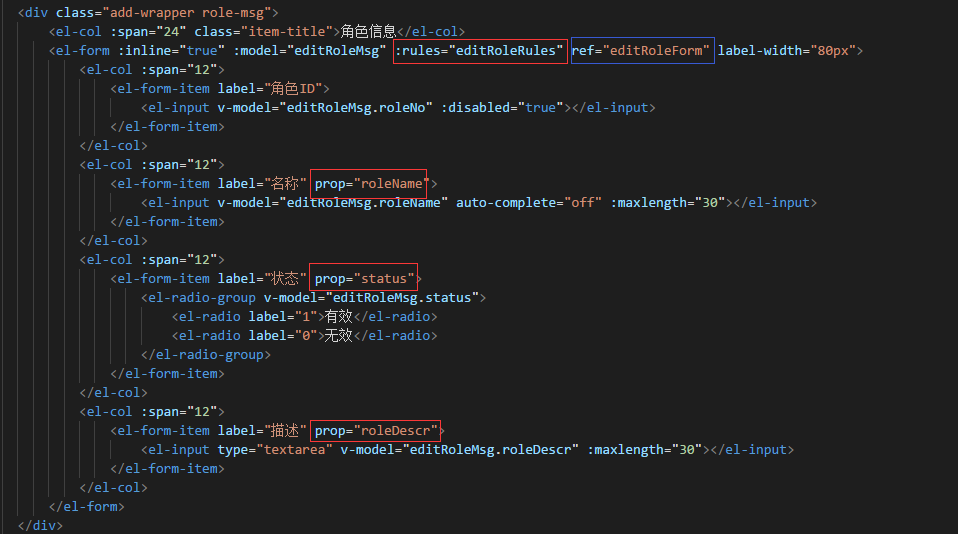 <div class="add-wrapper role-msg">
<el-col :span="24" class="item-title">角色信息</el-col>
<el-form :inline="true" :model="editRoleMsg" :rules="editRoleRules" ref="editRoleForm" label-width="80px">
<el-col :span="12">
<el-form-item label="角色ID">
<el-input v-model="editRoleMsg.roleNo" :disabled="true"></el-input>
</el-form-item>
</el-col>
<el-col :span="12">
<el-form-item label="名称" prop="roleName">
<el-input v-model="editRoleMsg.roleName" auto-complete="off" :maxlength="30"></el-input>
</el-form-item>
</el-col>
<el-col :span="12">
<el-form-item label="状态" prop="status">
<el-radio-group v-model="editRoleMsg.status">
<el-radio label="1">有效</el-radio>
<el-radio label="0">无效</el-radio>
</el-radio-group>
</el-form-item>
</el-col>
<el-col :span="12">
<el-form-item label="描述" prop="roleDescr">
<el-input type="textarea" v-model="editRoleMsg.roleDescr" :maxlength="30"></el-input>
</el-form-item>
</el-col>
</el-form>
</div>